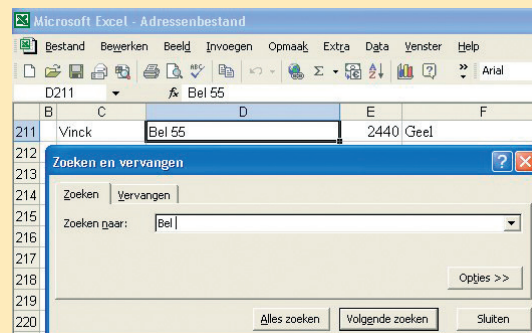 Microsoft Excel - Adressenbestand
Bestand Bewerken Beeld Invoegen Opmaak Extra Data Venster Help
Arial
D211 fx Bel 55
B C D E F
211 Vinck Bel 55 2440 Geel
212
213
214
215
216
217
218
219
220
Zoeken en vervangen
Zoeken Vervangen
Zoeken naar: Bel
Opties >>
Alles zoeken Volgende zoeken Sluiten